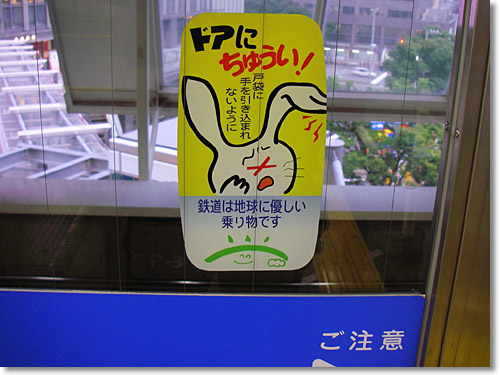 ドアに
ちゅうい!
戸袋に
手を引き込まれ
ないように
鉄道は地球に優しい
乗り物です
ご注意